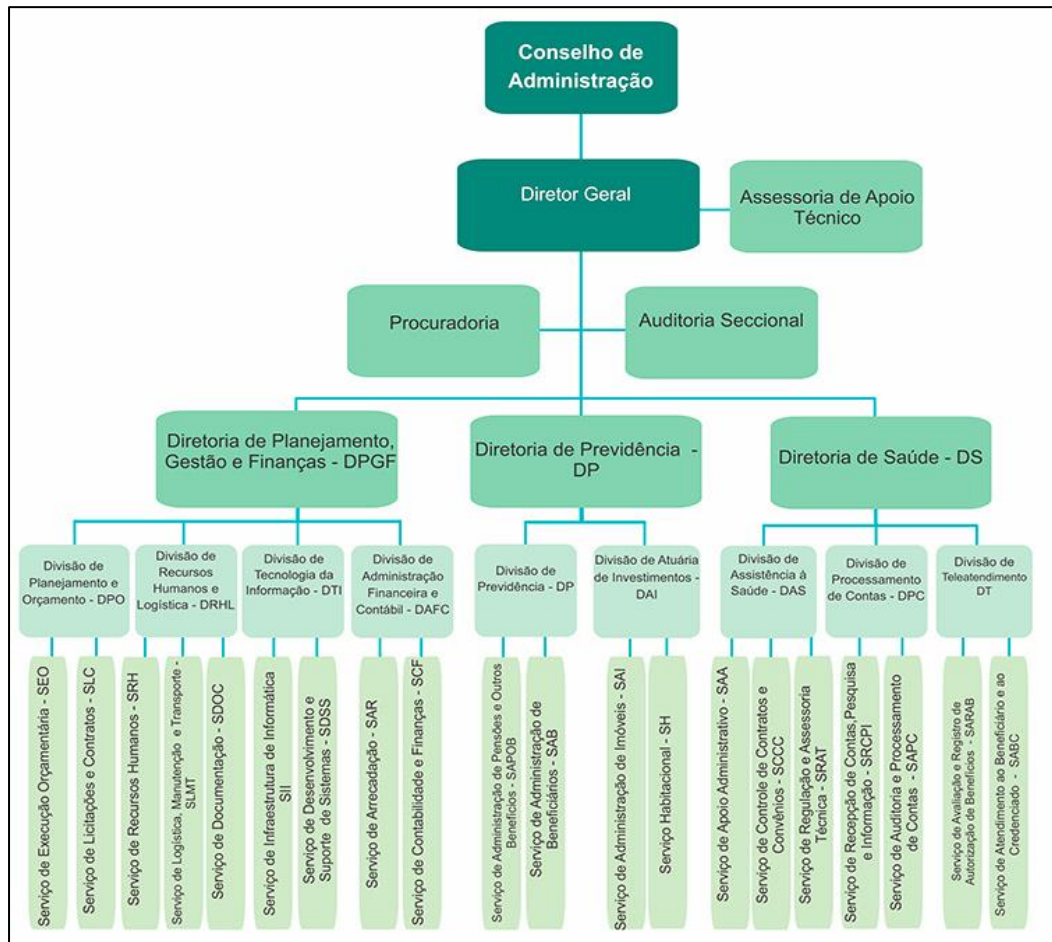 Conselho de
Administração
Diretor Geral
Assessoria de Apoio
Técnico
Procuradoria
Auditoria Seccional
Diretoria de Planejamento,
Gestão e Finanças - DPGF
Diretoria de Previdência -
DP
Diretoria de Saúde - DS
Divisão de
Planejamento e
Orçamento - DPO
Divisão de
Recursos
Humanos e
Logística - DRHL
Divisão de
Tecnologia da
Informação - DTI
Divisão de
Administração
Financeira e
Contábil - DAFC
Divisão de
Previdência - DP
Divisão de Atuária
de Investimentos -
DAI
Divisão de
Assistência à
Saúde - DAS
Divisão de
Processamento
de Contas - DPC
Divisão de
Teleatendimento
DT
Serviço de Execução Orçamentária - SEO
Serviço de Licitações e Contratos - SLC
Serviço de Recursos Humanos - SRH
Serviço de Logística, Manutenção e Transporte -
SLMT
Serviço de Documentação - SDOC
Serviço de Infraestrutura de Informática
SII
Serviço de Desenvolvimento e
Suporte de Sistemas - SDSS
Serviço de Arrecadação - SAR
Serviço de Contabilidade e Finanças - SCF
Serviço de Administração de Pensões e Outros
Benefícios - SAPOB
Serviço de Administração de
Beneficiários - SAB
Serviço de Administração de Imóveis - SAI
Serviço Habitacional - SH
Serviço de Apoio Administrativo - SAA
Serviço de Controle de Contratos e
Convênios - SCCC
Serviço de Regulação e Assessoria
Técnica - SRAT
Serviço de Recepção de Contas,Pesquisa
e Informação - SRCPI
Serviço de Auditoria e Processamento
de Contas - SAPC
Serviço de Avaliação e Registro de
Autorização de Benefícios - SARAB
Serviço de Atendimento ao Beneficiário e ao
Credenciado - SABC